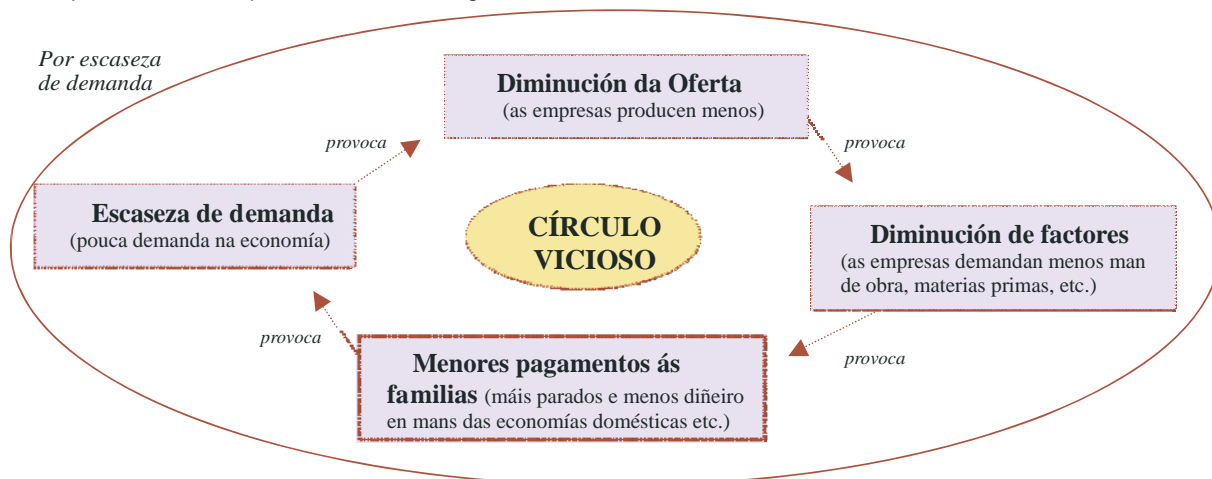 Por escaseza
de demanda
Diminución da Oferta
(as empresas producen menos)
provoca
provoca
Escaseza de demanda
(pouca demanda na economía)
CÍRCULO
VICIOSO
Diminución de factores
(as empresas demandan menos man
de obra, materias primas, etc.)
provoca
provoca
Menores pagamentos ás
familias (máis parados e menos diñeiro
en mans das economías domésticas etc.)